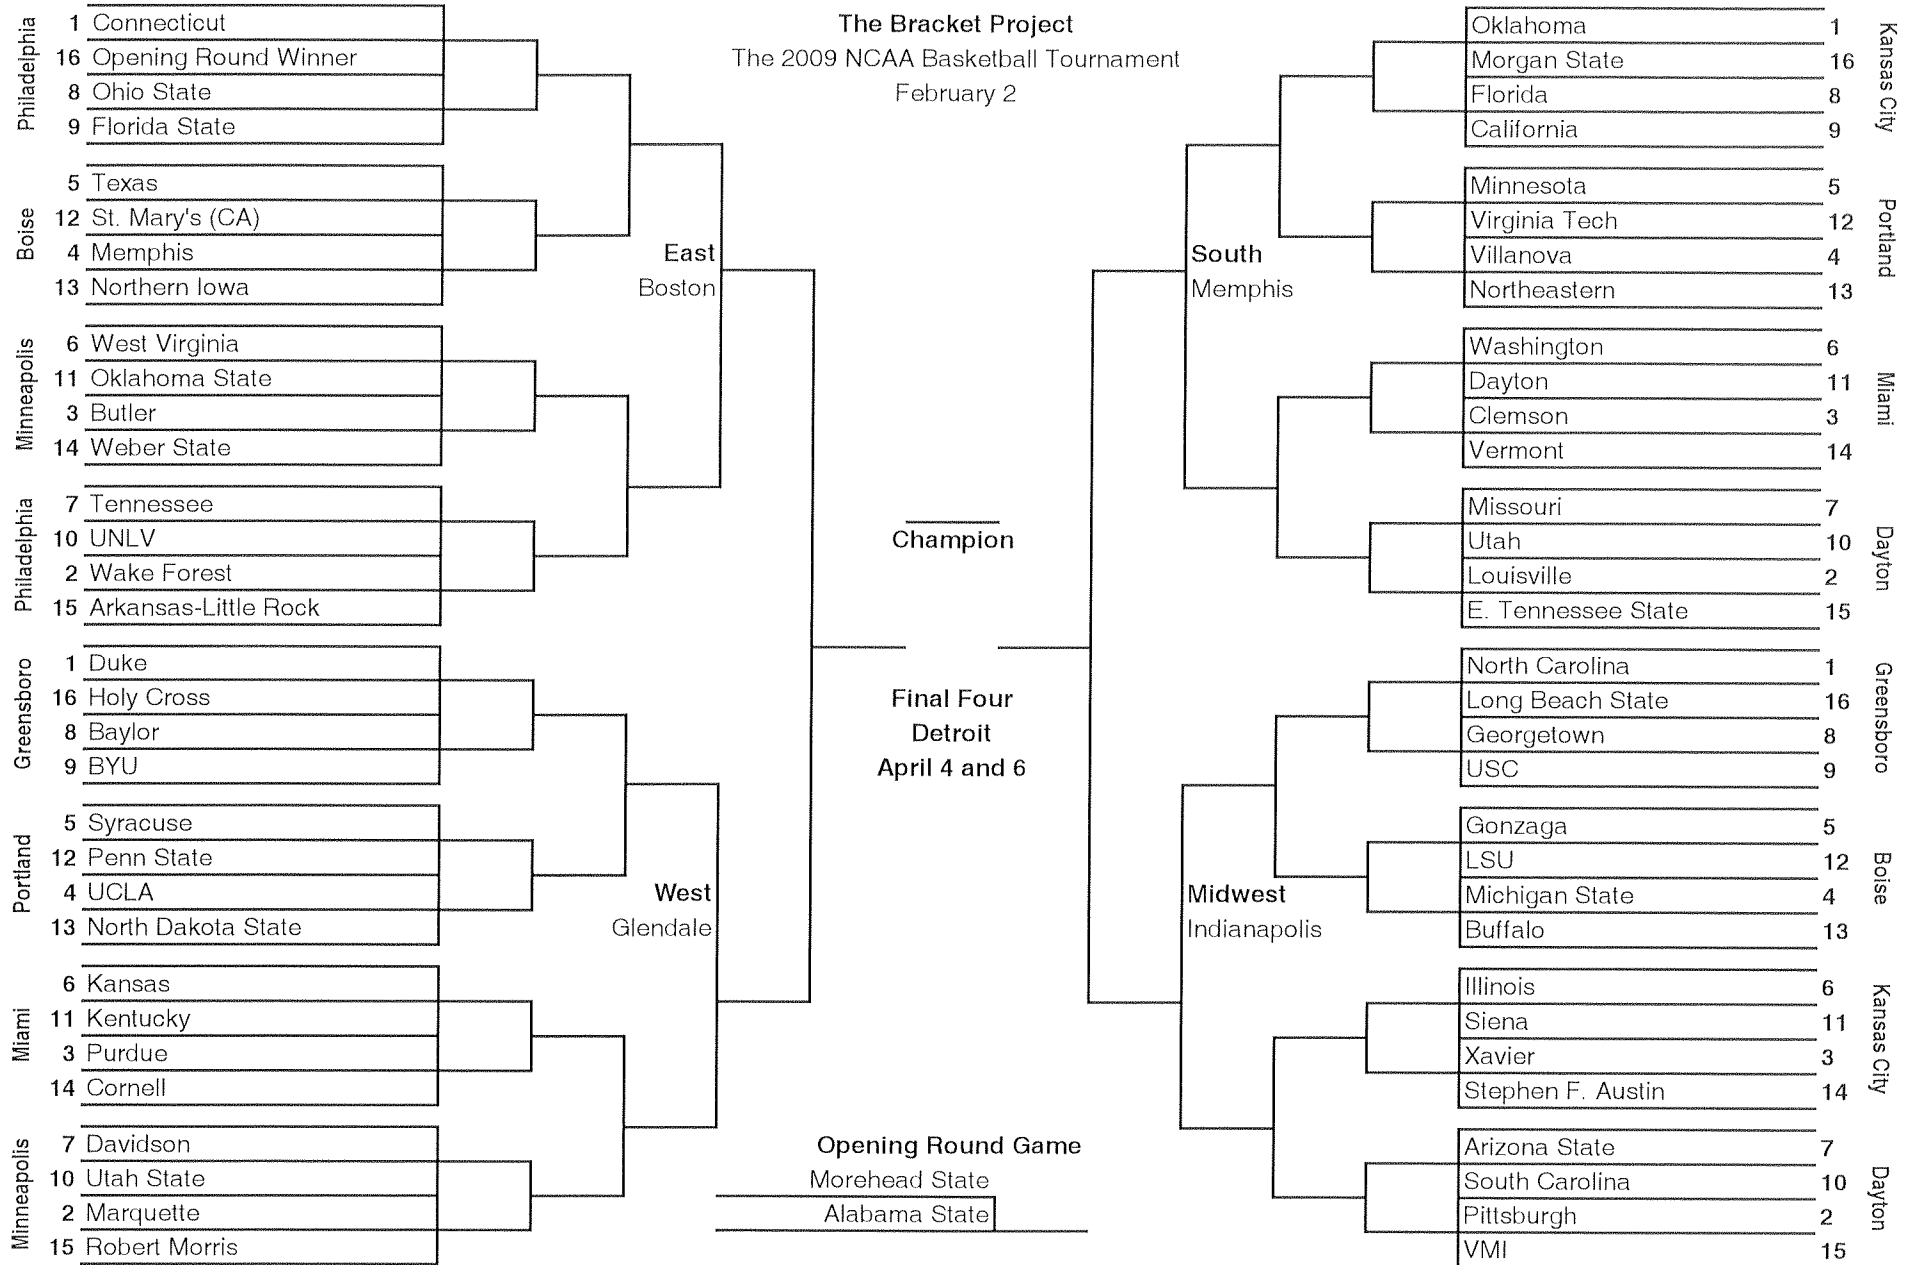 The Bracket Project
The 2009 NCAA Basketball Tournament
February 2
Philadelphia
1 Connecticut
16 Opening Round Winner
8 Ohio State
9 Florida State
Boise
5 Texas
12 St. Mary's (CA)
4 Memphis
13 Northern Iowa
East
Boston
Minneapolis
6 West Virginia
11 Oklahoma State
3 Butler
14 Weber State
Philadelphia
7 Tennessee
10 UNLV
2 Wake Forest
15 Arkansas-Little Rock
Greensboro
1 Duke
16 Holy Cross
8 Baylor
9 BYU
Portland
5 Syracuse
12 Penn State
4 UCLA
13 North Dakota State
West
Glendale
Miami
6 Kansas
11 Kentucky
3 Purdue
14 Cornell
Minneapolis
7 Davidson
10 Utah State
2 Marquette
15 Robert Morris
Champion
Final Four
Detroit
April 4 and 6
Opening Round Game
Morehead State
Alabama State
Oklahoma 1
Morgan State 16
Florida 8
California 9
Kansas City
Minnesota 5
Virginia Tech 12
Villanova 4
Northeastern 13
Portland
South
Memphis
Washington 6
Dayton 11
Clemson 3
Vermont 14
Miami
Missouri 7
Utah 10
Louisville 2
E. Tennessee State 15
Dayton
North Carolina 1
Long Beach State 16
Georgetown 8
USC 9
Greensboro
Gonzaga 5
LSU 12
Michigan State 4
Buffalo 13
Boise
Midwest
Indianapolis
Illinois 6
Siena 11
Xavier 3
Stephen F. Austin 14
Kansas City
Arizona State 7
South Carolina 10
Pittsburgh 2
VMI 15
Dayton